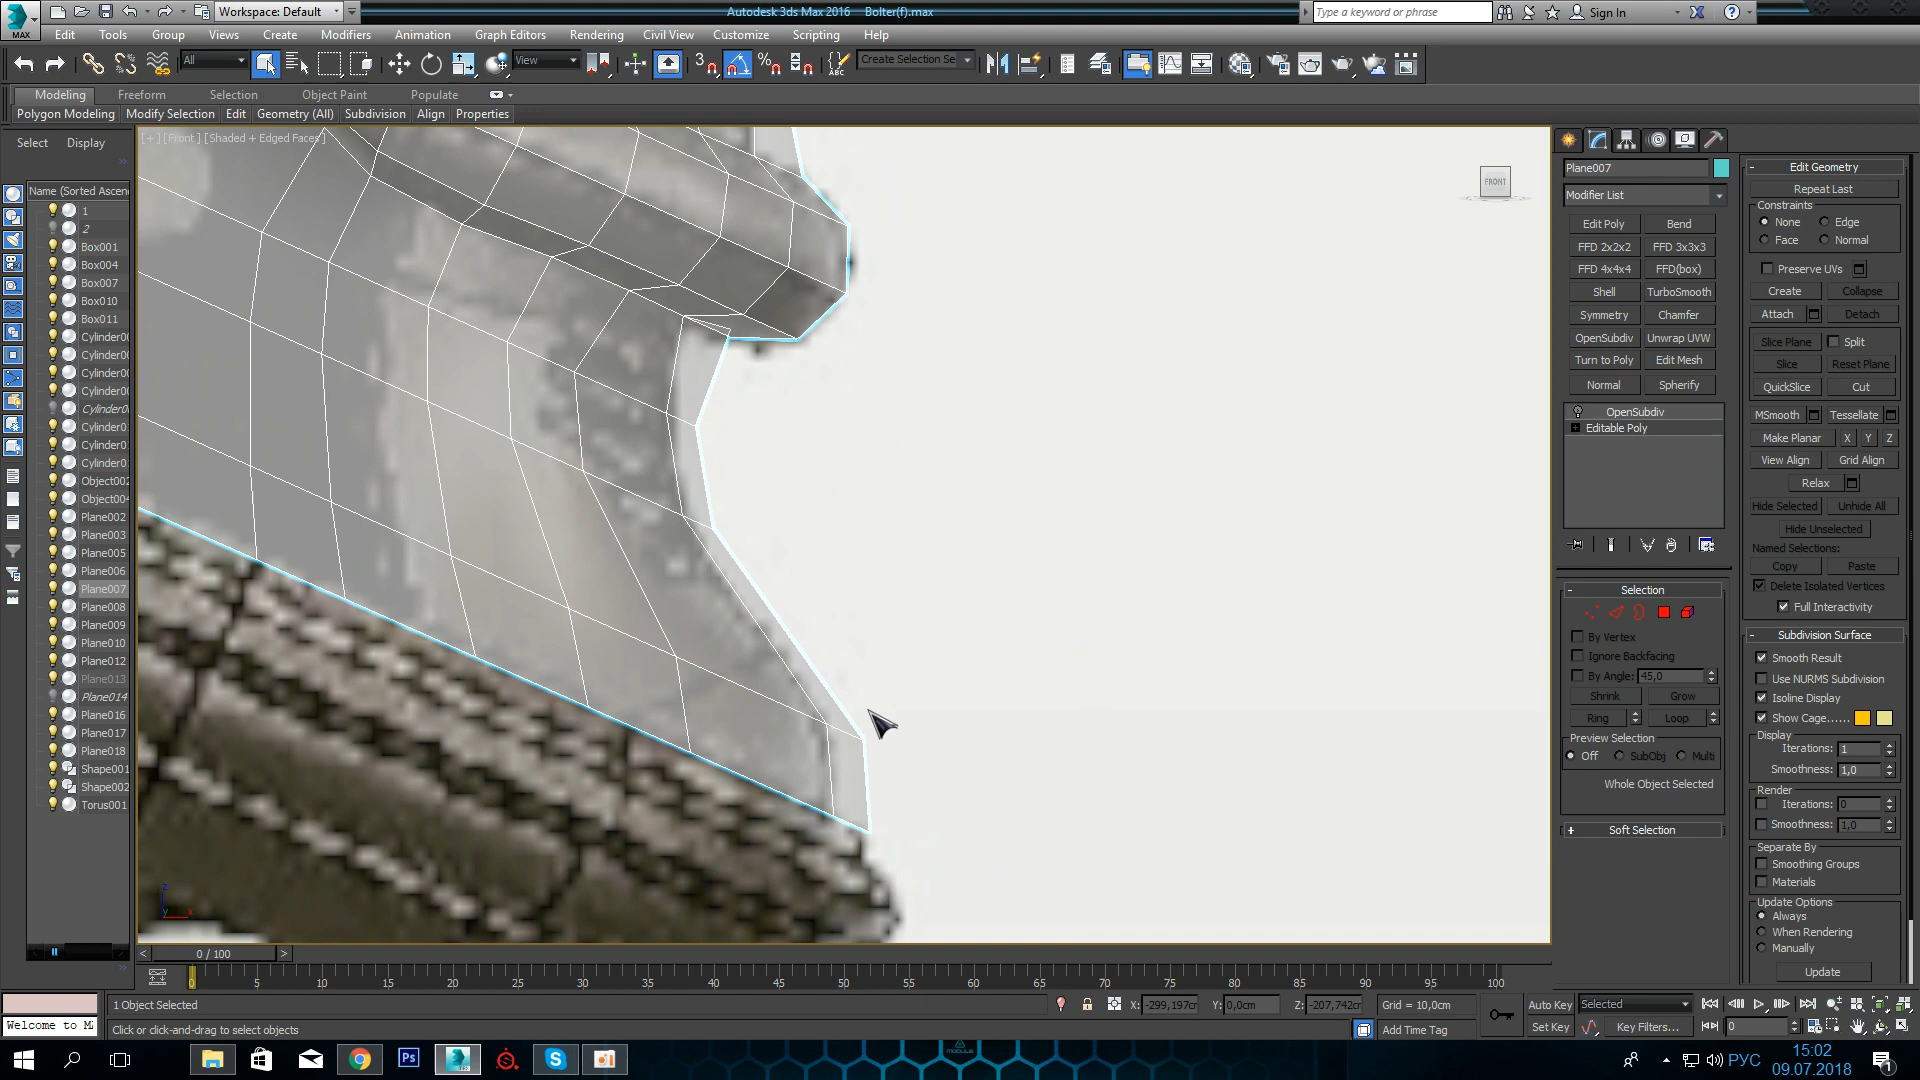 Workspace: Default
Autodesk 3ds Max 2016    Bolter(f).max
Type a keyword or phrase
Sign In
MAX
Edit Tools Group Views Create Modifiers Animation Graph Editors Rendering Civil View Customize Scripting Help
All
View
Create Selection Se
Modeling Freeform Selection Object Paint Populate
Polygon Modeling Modify Selection Edit Geometry (All) Subdivision Align Properties
Select Display
[+] [Front] [Shaded + Edged Faces]
FRONT
Name (Sorted Ascen
1
2
Box001
Box004
Box007
Box010
Box011
Cylinder00
Cylinder00
Cylinder00
Cylinder00
Cylinder0
Cylinder01
Cylinder01
Cylinder01
Object002
Object004
Plane002
Plane003
Plane005
Plane006
Plane007
Plane008
Plane009
Plane010
Plane012
Plane013
Plane014
Plane016
Plane017
Plane018
Shape001
Shape002
Torus001
Plane007
Modifier List
Edit Poly Bend
FFD 2x2x2 FFD 3x3x3
FFD 4x4x4 FFD(box)
Shell TurboSmooth
Symmetry Chamfer
OpenSubdiv Unwrap UVW
Turn to Poly Edit Mesh
Normal Spherify
OpenSubdiv
Editable Poly
Selection
By Vertex
Ignore Backfacing
By Angle: 45,0
Shrink Grow
Ring Loop
Preview Selection
Off SubObj Multi
Whole Object Selected
Soft Selection
Edit Geometry
Repeat Last
Constraints
None Edge
Face Normal
Preserve UVs
Create Collapse
Attach Detach
Slice Plane Split
Slice Reset Plane
QuickSlice Cut
MSmooth Tessellate
Make Planar X Y Z
View Align Grid Align
Relax
Hide Selected Unhide All
Hide Unselected
Named Selections:
Copy Paste
Delete Isolated Vertices
Full Interactivity
Subdivision Surface
Smooth Result
Use NURMS Subdivision
Isoline Display
Show Cage......
Display
Iterations: 1
Smoothness: 1,0
Render
Iterations: 0
Smoothness: 1,0
Separate By
Smoothing Groups
Materials
Update Options
Always
When Rendering
Manually
Update
0 / 100
0 5 10 15 20 25 30 35 40 45 50 55 60 65 70 75 80 85 90 95 100
1 Object Selected
X: -299,197cm Y: 0,0cm Z: -207,742cm Grid = 10,0cm
Auto Key Selected
Welcome to M
Click or click-and-drag to select objects
Add Time Tag
Set Key Key Filters... 0
РУС
15:02
09.07.2018